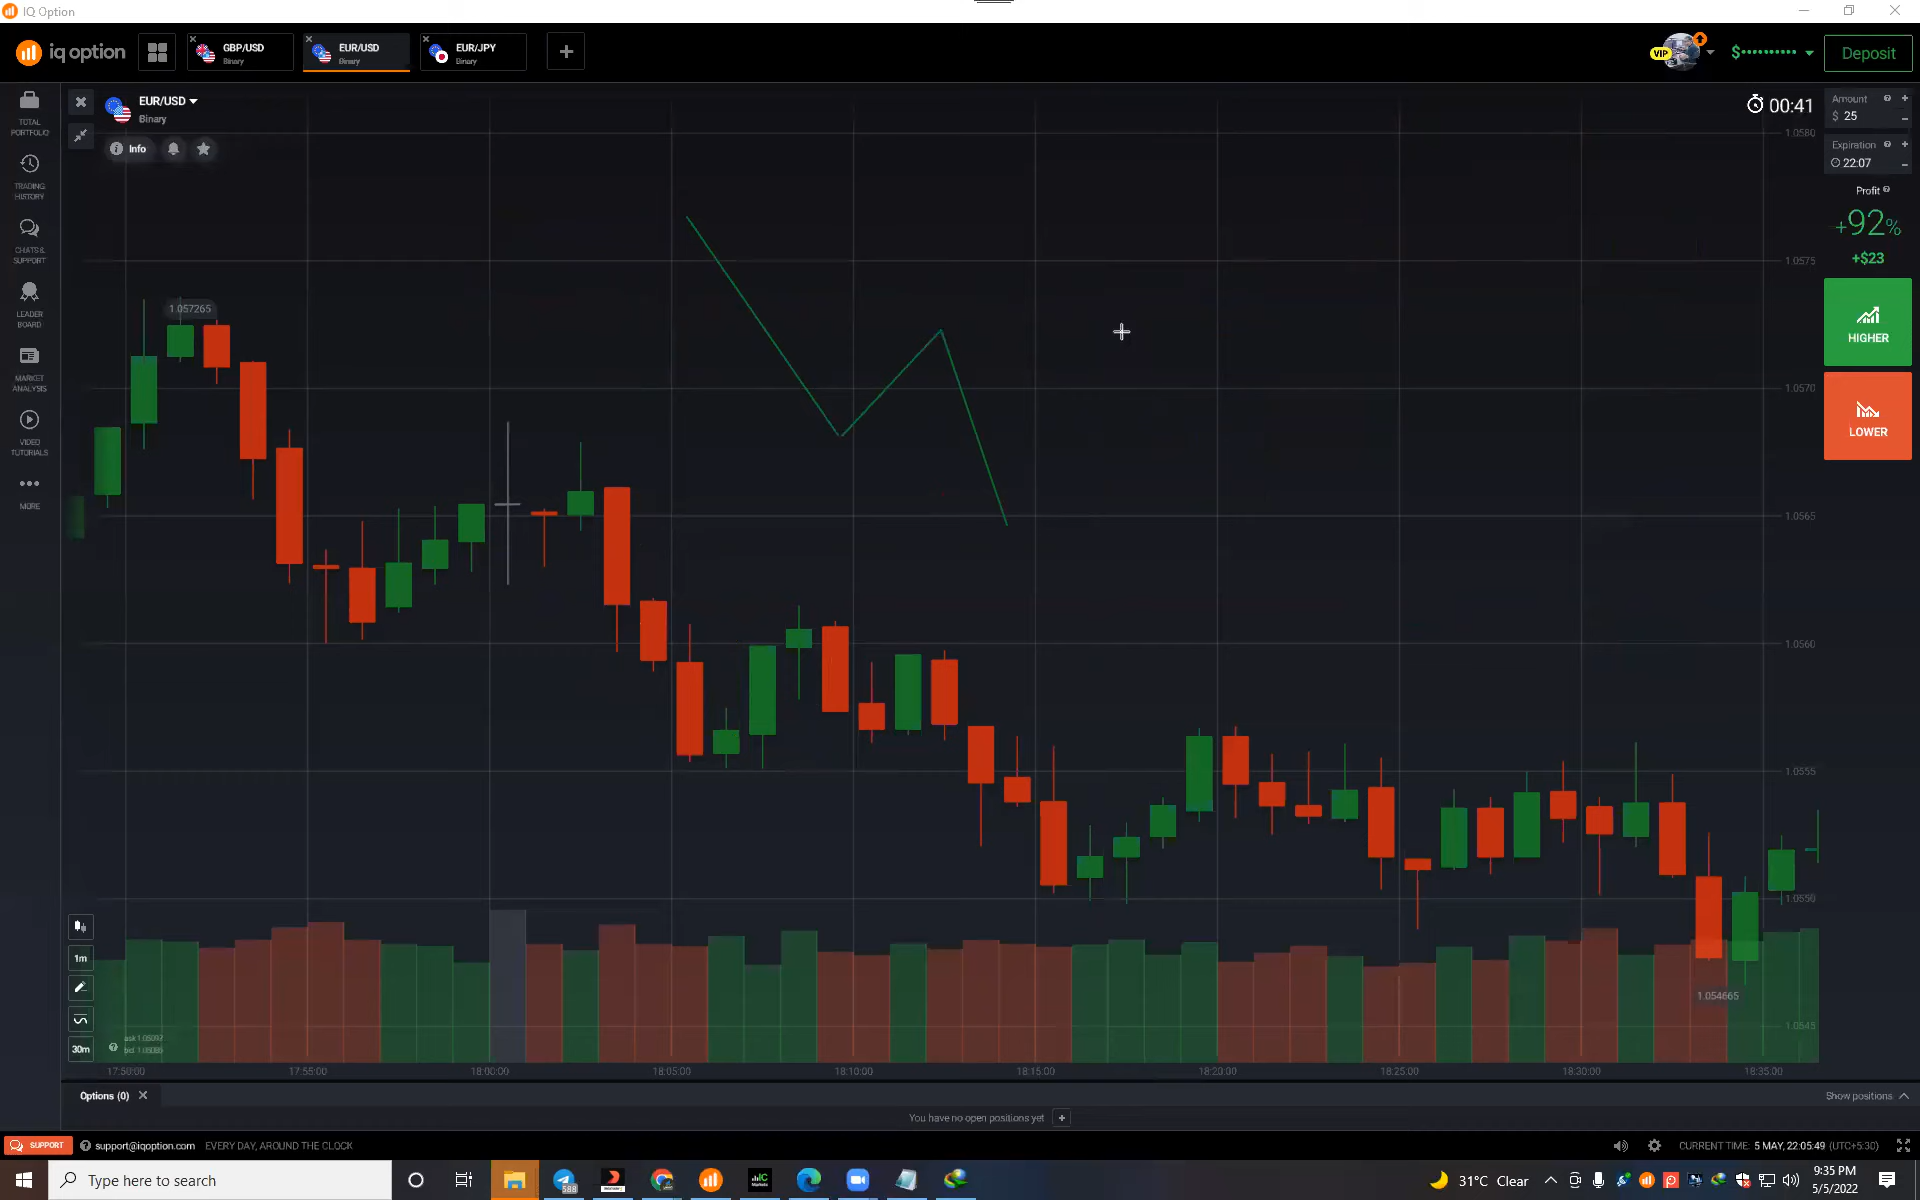 IQ Option
iq option
GBP/USD
Binary
EUR/USD
Binary
EUR/JPY
Binary
VIP
$
Deposit
TOTAL
PORTFOLIO
TRADING
HISTORY
CHATS &
SUPPORT
LEADER
BOARD
MARKET
ANALYSIS
VIDEO
TUTORIALS
MORE
EUR/USD
Binary
Info
00:41
Amount
$ 25
Expiration
22:07
Profit
+92%
+$23
HIGHER
LOWER
1.0580
1.0575
1.0570
1.0565
1.0560
1.0555
1.0550
1.0545
1.057265
1.054665
1m
30m
17:50:00
17:55:00
18:00:00
18:05:00
18:10:00
18:15:00
18:20:00
18:25:00
18:30:00
18:35:00
Options (0)
Show positions
You have no open positions yet
SUPPORT
support@iqoption.com
EVERY DAY, AROUND THE CLOCK
CURRENT TIME: 5 MAY, 22:05:49 (UTC+5:30)
Type here to search
588
31°C Clear
9:35 PM
5/5/2022